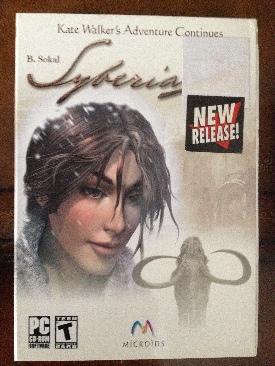 Kate Walker's Adventure Continues
B. Sokal
Syberia
NEW
RELEASE!
PC
CD-ROM
SOFTWARE
TEEN
T
MICROÏDS